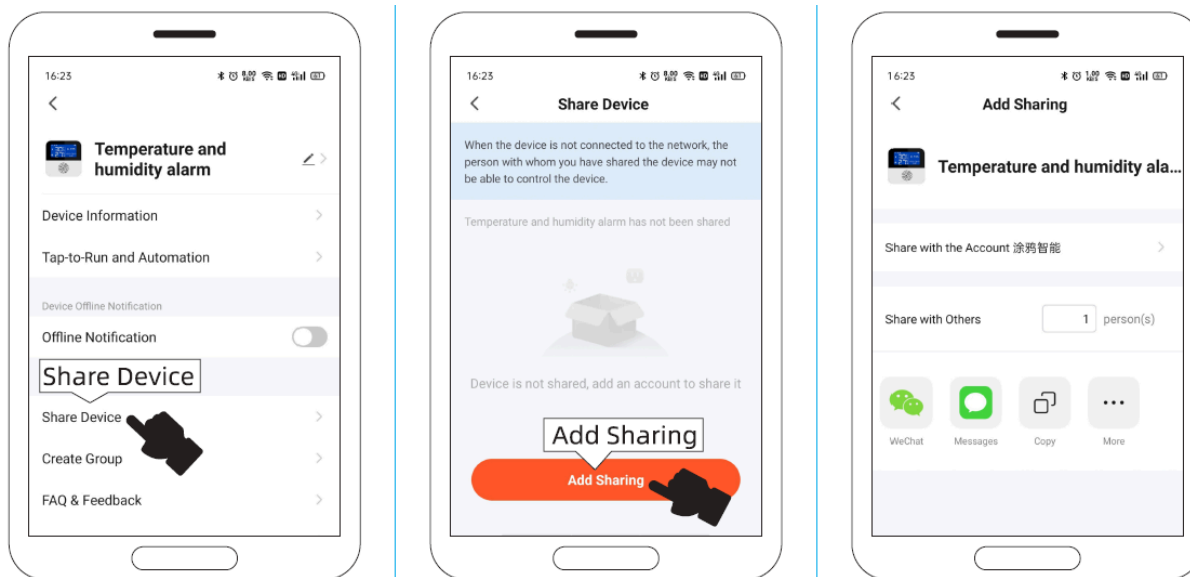 16:23
Temperature and
humidity alarm
Device Information
Tap-to-Run and Automation
Device Offline Notification
Offline Notification
Share Device
Share Device
Create Group
FAQ & Feedback
16:23
Share Device
When the device is not connected to the network, the
person with whom you have shared the device may not
be able to control the device.
Temperature and humidity alarm has not been shared
Device is not shared, add an account to share it
Add Sharing
Add Sharing
16:23
Add Sharing
Temperature and humidity ala...
Share with the Account 涂鸦智能
Share with Others 1 person(s)
WeChat Messages Copy More